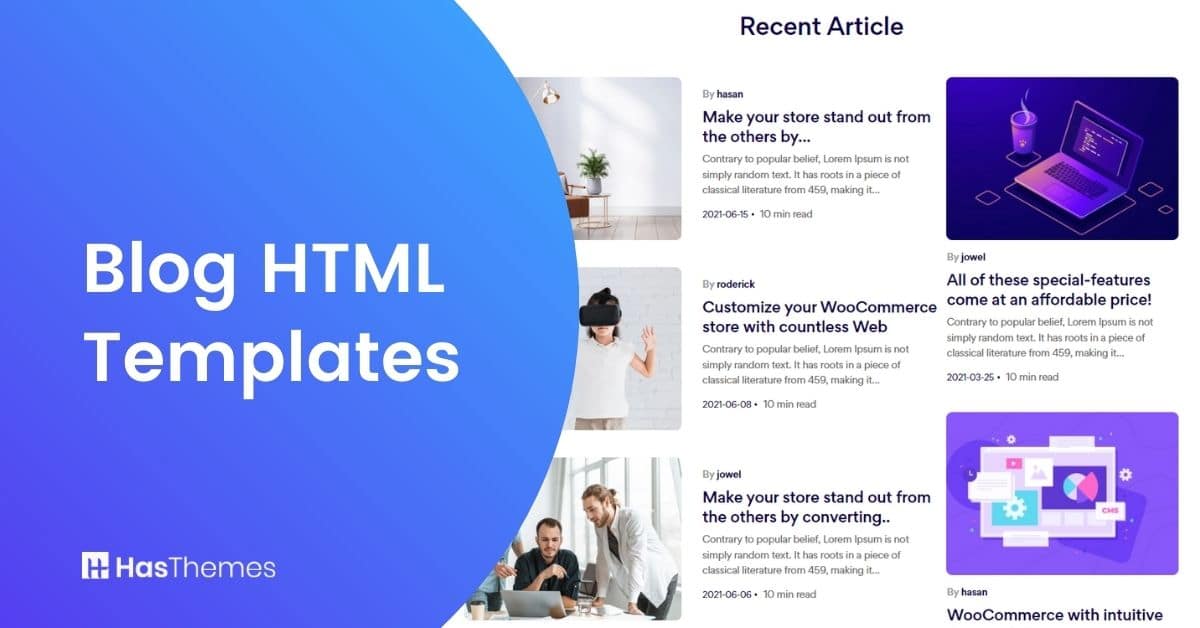 Blog HTML
Templates
HasThemes
Recent Article
By hasan
Make your store stand out from
the others by...
Contrary to popular belief, Lorem Ipsum is not
simply random text. It has roots in a piece of
classical literature from 459, making it...
2021-06-15 • 10 min read
By roderick
Customize your WooCommerce
store with countless Web
Contrary to popular belief, Lorem Ipsum is not
simply random text. It has roots in a piece of
classical literature from 459, making it...
2021-06-08 • 10 min read
By jowel
Make your store stand out from
the others by converting..
Contrary to popular belief, Lorem Ipsum is not
simply random text. It has roots in a piece of
classical literature from 459, making it...
2021-06-06 • 10 min read
By jowel
All of these special-features
come at an affordable price!
Contrary to popular belief, Lorem Ipsum is not
simply random text. It has roots in a piece of
classical literature from 459, making it...
2021-03-25 • 10 min read
CMS
By hasan
WooCommerce with intuitive